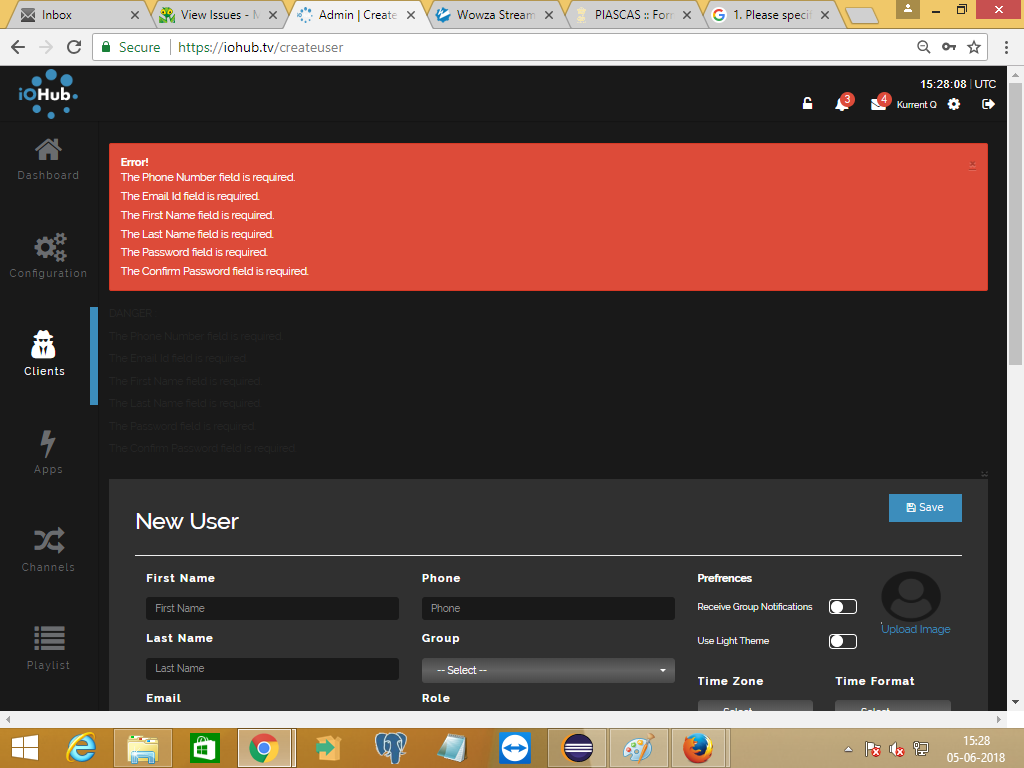 Inbox
View Issues - M
Admin | Create
Wowza Stream
PIASCAS :: Forr
1. Please specif
Secure
https://iohub.tv/createuser
iOHub
15:28:08 | UTC
3
4
Kurrent Q
Dashboard
Configuration
Clients
Apps
Channels
Playlist
Error!
x
The Phone Number field is required.
The Email Id field is required.
The First Name field is required.
The Last Name field is required.
The Password field is required.
The Confirm Password field is required.
DANGER
The Phone Number field is required.
The Email Id field is required.
The First Name field is required.
The Last Name field is required.
The Password field is required.
The Confirm Password field is required.
New User
Save
First Name
First Name
Last Name
Last Name
Email
Phone
Phone
Group
-- Select --
Role
Prefrences
Receive Group Notifications
Use Light Theme
Upload Image
Time Zone
Time Format
Select
Select
15:28
05-06-2018